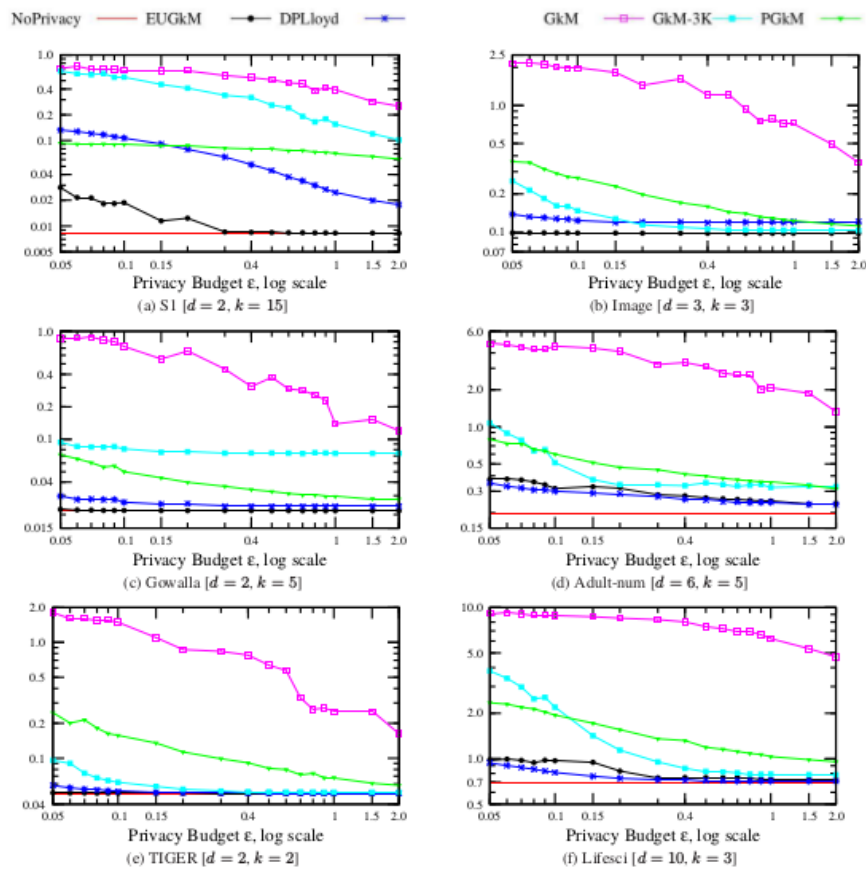 NoPrivacy EUGkM DPLloyd GkM GkM-3K PGkM
1.0
0.4
0.1
0.04
0.02
0.01
0.005
0.05 0.1 0.15 0.4 1 1.5 2.0
Privacy Budget ε, log scale
(a) S1 [d = 2, k = 15]
2.5
1.0
0.5
0.2
0.1
0.07
0.05 0.1 0.15 0.4 1 1.5 2.0
Privacy Budget ε, log scale
(b) Image [d = 3, k = 3]
1.0
0.4
0.2
0.1
0.04
0.015
0.05 0.1 0.15 0.4 1 1.5 2.0
Privacy Budget ε, log scale
(c) Gowalla [d = 2, k = 5]
6.0
2.0
1.0
0.5
0.3
0.15
0.05 0.1 0.15 0.4 1 1.5 2.0
Privacy Budget ε, log scale
(d) Adult-num [d = 6, k = 5]
2.0
1.0
0.5
0.2
0.1
0.04
0.05 0.1 0.15 0.4 1 1.5 2.0
Privacy Budget ε, log scale
(e) TIGER [d = 2, k = 2]
10.0
5.0
2.0
1.0
0.7
0.5
0.05 0.1 0.15 0.4 1 1.5 2.0
Privacy Budget ε, log scale
(f) Lifesci [d = 10, k = 3]